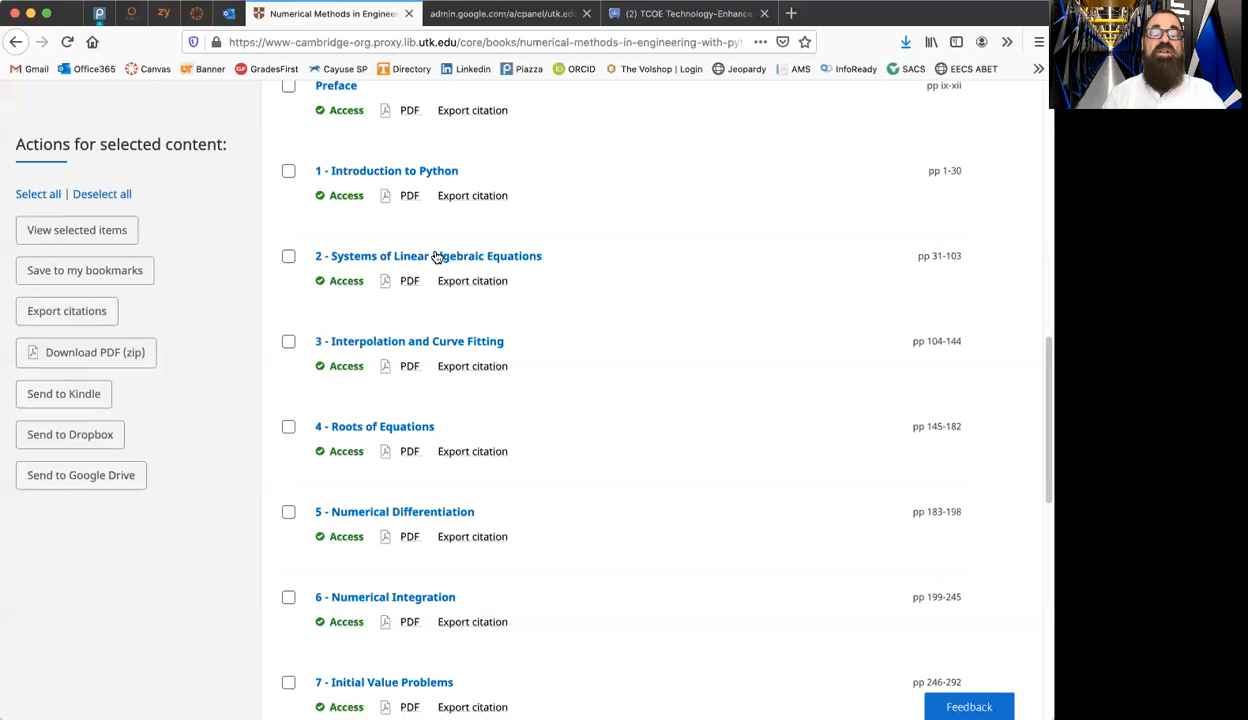 Numerical Methods in Enginee
admin.google.com/a/cpanel/utk.ed
(2) TCOE Technology-Enhance
https://www-cambridge-org.proxy.lib.utk.edu/core/books/numerical-methods-in-engineering-with-pyt
Gmail
Office365
Canvas
Banner
GradesFirst
Cayuse SP
Directory
Linkedin
Piazza
ORCID
The Volshop | Login
Jeopardy
AMS
InfoReady
SACS
EECS ABET
Actions for selected content:
Select all | Deselect all
View selected items
Save to my bookmarks
Export citations
Download PDF (zip)
Send to Kindle
Send to Dropbox
Send to Google Drive
Preface pp ix-xii
Access PDF Export citation
1 - Introduction to Python pp 1-30
Access PDF Export citation
2 - Systems of Linear Algebraic Equations pp 31-103
Access PDF Export citation
3 - Interpolation and Curve Fitting pp 104-144
Access PDF Export citation
4 - Roots of Equations pp 145-182
Access PDF Export citation
5 - Numerical Differentiation pp 183-198
Access PDF Export citation
6 - Numerical Integration pp 199-245
Access PDF Export citation
7 - Initial Value Problems pp 246-292
Access PDF Export citation
Feedback